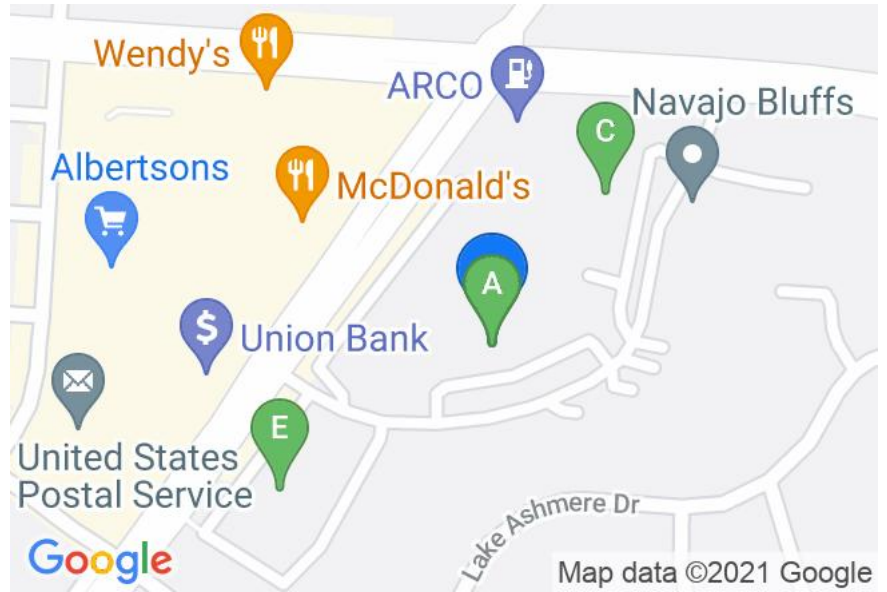 Wendy's
ARCO
C
Navajo Bluffs
Albertsons
McDonald's
A
$
Union Bank
E
United States
Postal Service
Lake Ashmere Dr
Google
Map data ©2021 Google